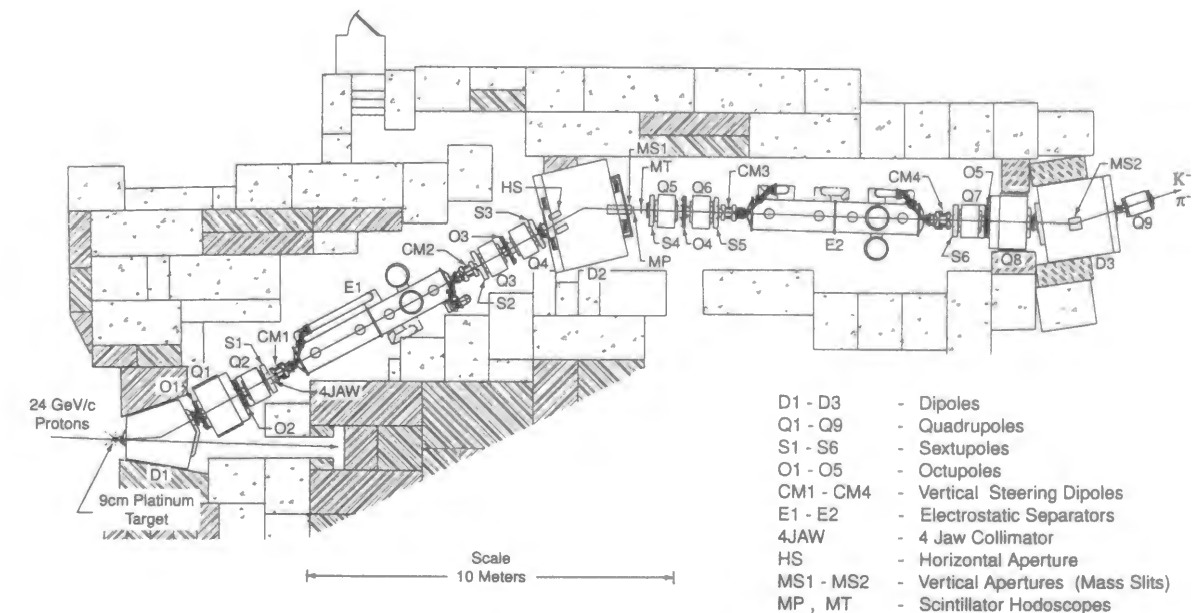 MS1
MT
HS
Q5
Q6
CM3
CM4
Q7
O5
MS2
K⁻
π⁻
Q9
S3
O3
CM2
Q4
Q3
S2
D2
MP
S4
O4
S5
E2
S6
Q8
D3
E1
S1
CM1
Q2
Q1
O1
4JAW
O2
24 GeV/c
Protons
D1
9cm Platinum
Target
Scale
10 Meters
D1 - D3 - Dipoles
Q1 - Q9 - Quadrupoles
S1 - S6 - Sextupoles
O1 - O5 - Octupoles
CM1 - CM4 - Vertical Steering Dipoles
E1 - E2 - Electrostatic Separators
4JAW - 4 Jaw Collimator
HS - Horizontal Aperture
MS1 - MS2 - Vertical Apertures (Mass Slits)
MP , MT - Scintillator Hodoscopes